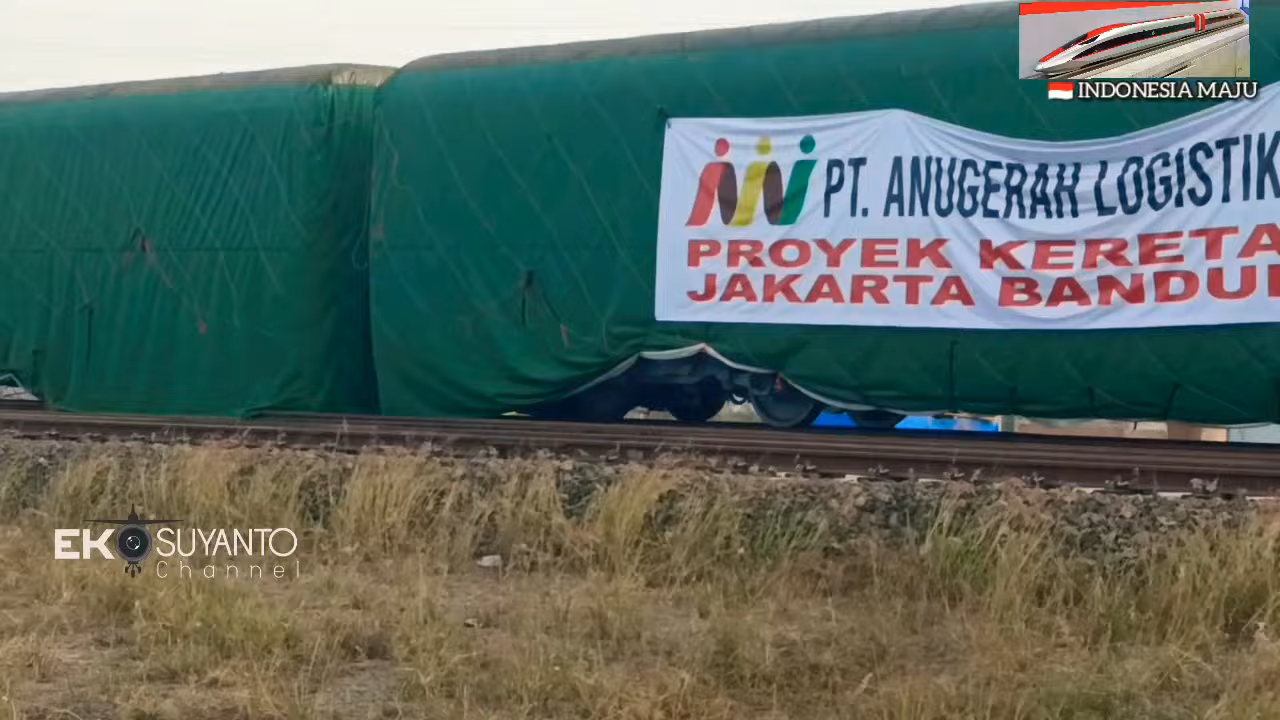 INDONESIA MAJU
PT. ANUGERAH LOGISTIK
PROYEK KERETA
JAKARTA BANDU
EKO SUYANTO
Channel